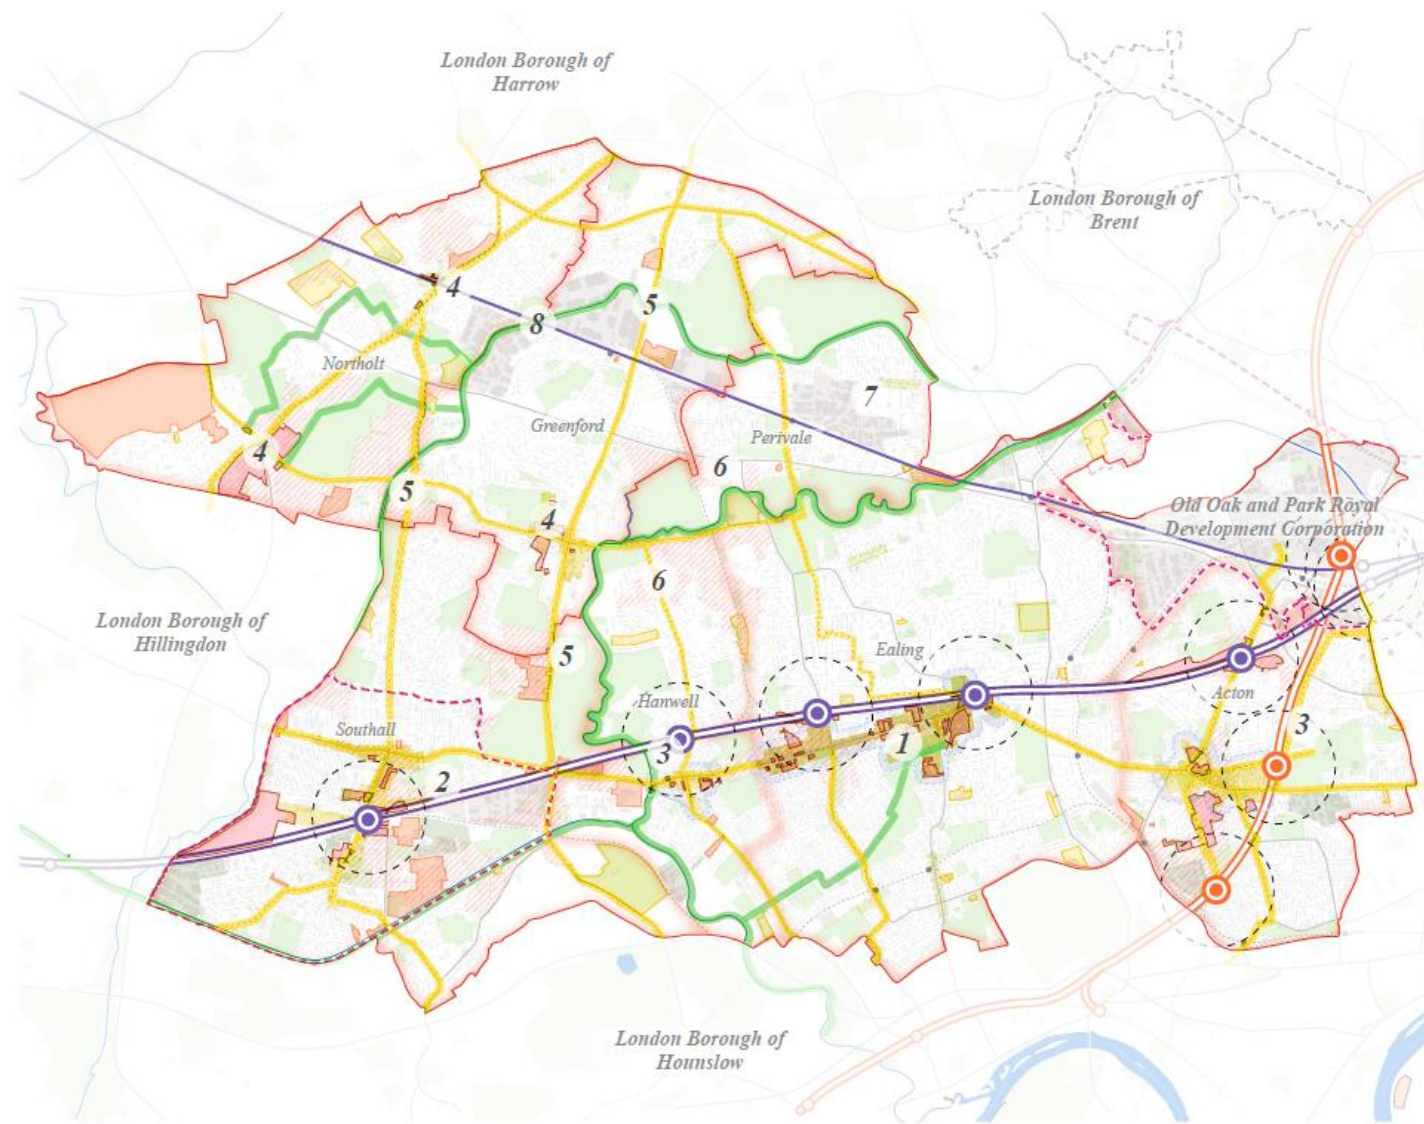 London Borough of
Harrow
London Borough of
Brent
4
8
5
Northolt
7
Greenford
Perivale
4
6
5
4
Old Oak and Park Royal
Development Corporation
6
London Borough of
Hillingdon
5
Ealing
Hanwell
Acton
Southall
3
1
3
2
London Borough of
Hounslow